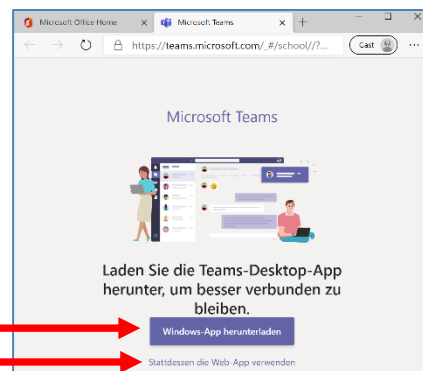 Microsoft Office Home
Microsoft Teams
https://teams.microsoft.com/_#/school//?...
Gast
Microsoft Teams
Laden Sie die Teams-Desktop-App
herunter, um besser verbunden zu
bleiben.
Windows-App herunterladen
Stattdessen die Web-App verwenden